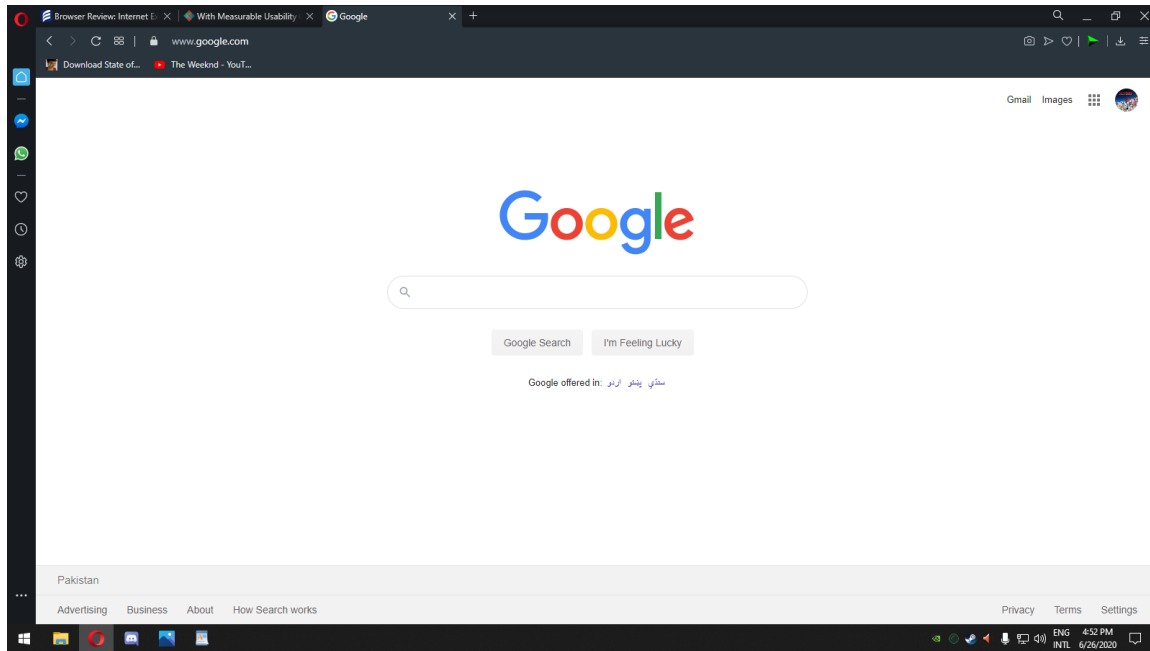 Browser Review: Internet E
With Measurable Usability
Google
www.google.com
Download State of...
The Weeknd - YouT...
Gmail Images
Google
Google Search I'm Feeling Lucky
Google offered in: اردو پښتو سنڌي
Pakistan
Advertising Business About How Search works
Privacy Terms Settings
ENG 4:52 PM
INTL 6/26/2020